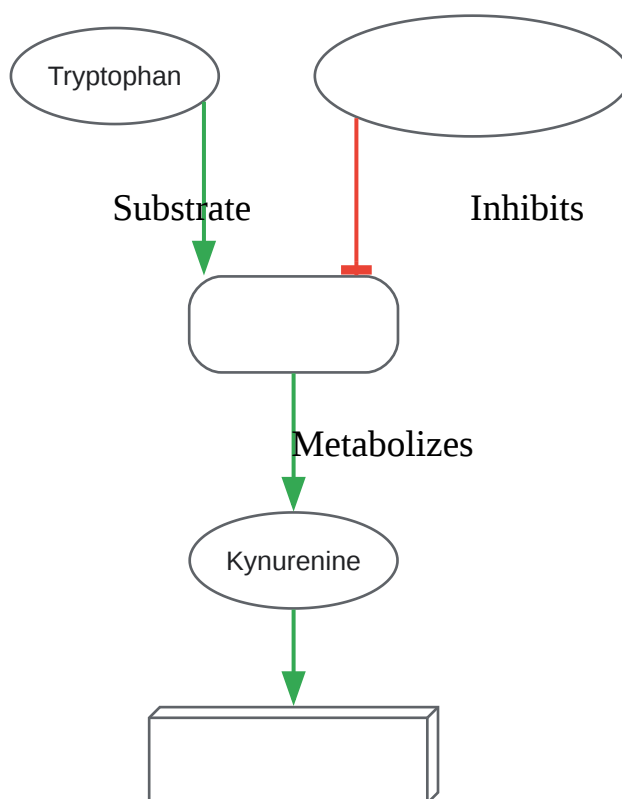 Tryptophan
Substrate
Inhibits
Metabolizes
Kynurenine